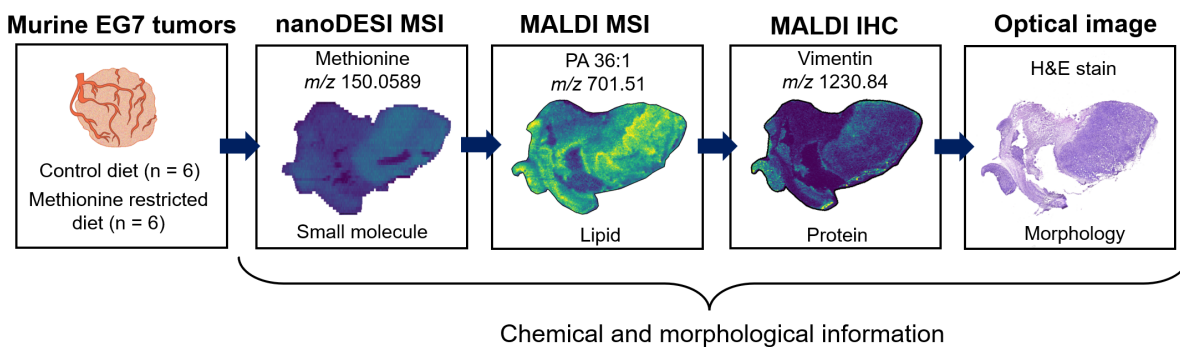 Murine EG7 tumors
Control diet (n = 6)
Methionine restricted
diet (n = 6)
nanoDESI MSI
Methionine
m/z 150.0589
Small molecule
MALDI MSI
PA 36:1
m/z 701.51
Lipid
MALDI IHC
Vimentin
m/z 1230.84
Protein
Optical image
H&E stain
Morphology
Chemical and morphological information